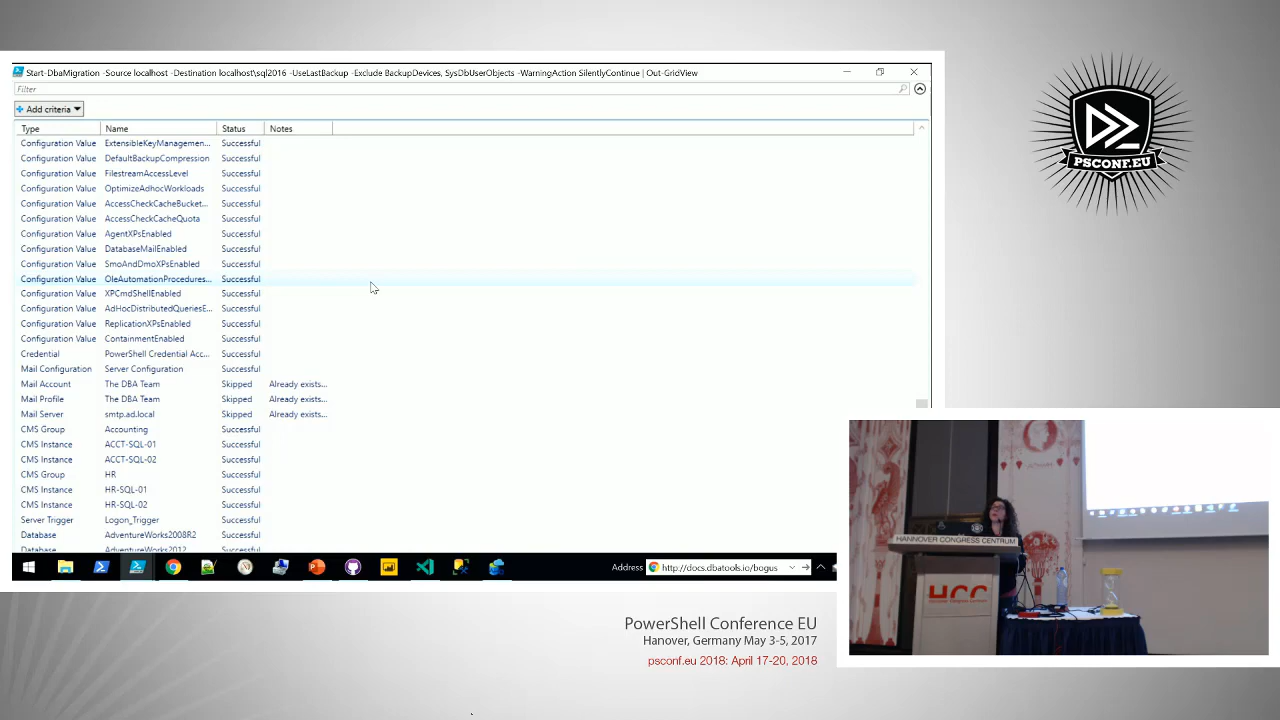 Start-DbaMigration -Source localhost -Destination localhost\sql2016 -UseLastBackup -Exclude BackupDevices, SysDbUserObjects -WarningAction SilentlyContinue | Out-GridView
Filter
Add criteria
Type Name Status Notes
Configuration Value ExtensibleKeyManagemen... Successful
Configuration Value DefaultBackupCompression Successful
Configuration Value FilestreamAccessLevel Successful
Configuration Value OptimizeAdhocWorkloads Successful
Configuration Value AccessCheckCacheBucket... Successful
Configuration Value AccessCheckCacheQuota Successful
Configuration Value AgentXPsEnabled Successful
Configuration Value DatabaseMailEnabled Successful
Configuration Value SmoAndDmoXPsEnabled Successful
Configuration Value OleAutomationProcedures... Successful
Configuration Value XPCmdShellEnabled Successful
Configuration Value AdHocDistributedQueriesE... Successful
Configuration Value ReplicationXPsEnabled Successful
Configuration Value ContainmentEnabled Successful
Credential PowerShell Credential Acc... Successful
Mail Configuration Server Configuration Successful
Mail Account The DBA Team Skipped Already exists...
Mail Profile The DBA Team Skipped Already exists...
Mail Server smtp.ad.local Skipped Already exists...
CMS Group Accounting Successful
CMS Instance ACCT-SQL-01 Successful
CMS Instance ACCT-SQL-02 Successful
CMS Group HR Successful
CMS Instance HR-SQL-01 Successful
CMS Instance HR-SQL-02 Successful
Server Trigger Logon_Trigger Successful
Database AdventureWorks2008R2 Successful
Database AdventureWorks2012 Successful
Address http://docs.dbatools.io/bogus
PSCONF.EU
HANNOVER CONGRESS CENTRUM
HCC
PowerShell Conference EU
Hanover, Germany May 3-5, 2017
psconf.eu 2018: April 17-20, 2018